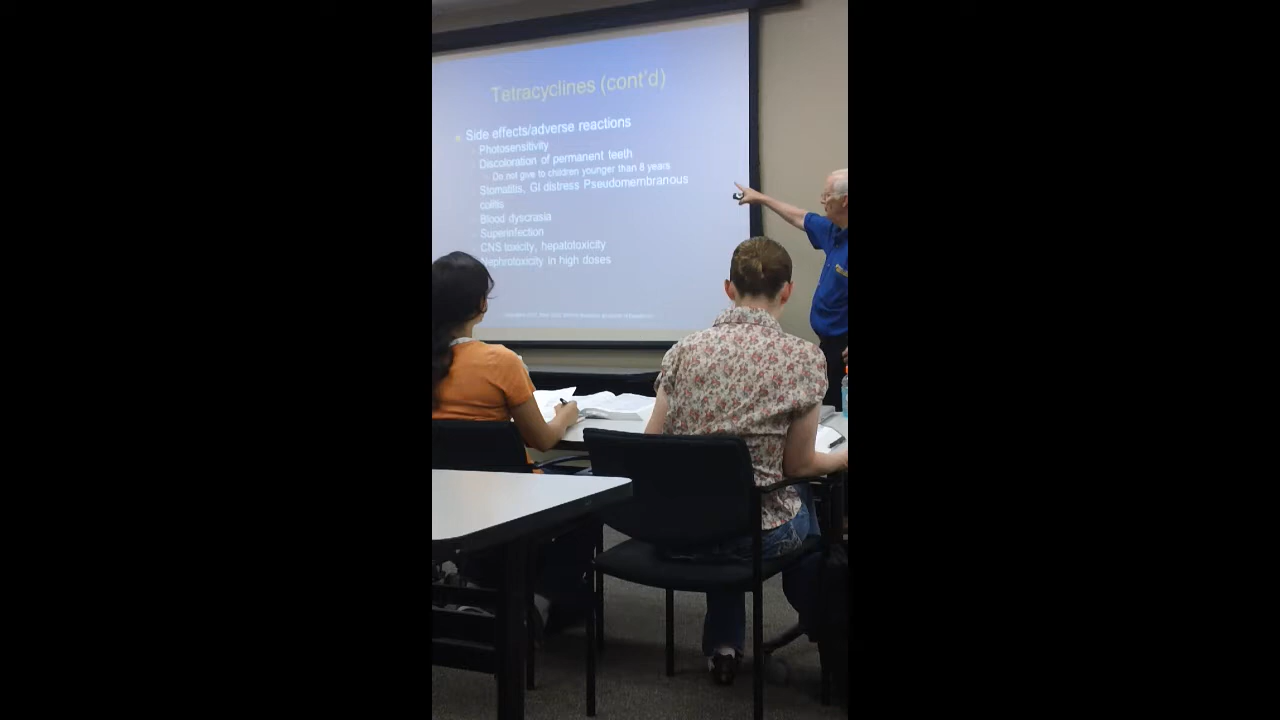 Tetracyclines (cont'd)
Side effects/adverse reactions
Photosensitivity
Discoloration of permanent teeth
Do not give to children younger than 8 years
Stomatitis, GI distress Pseudomembranous
colitis
Blood dyscrasia
Superinfection
CNS toxicity, hepatotoxicity
Nephrotoxicity in high doses